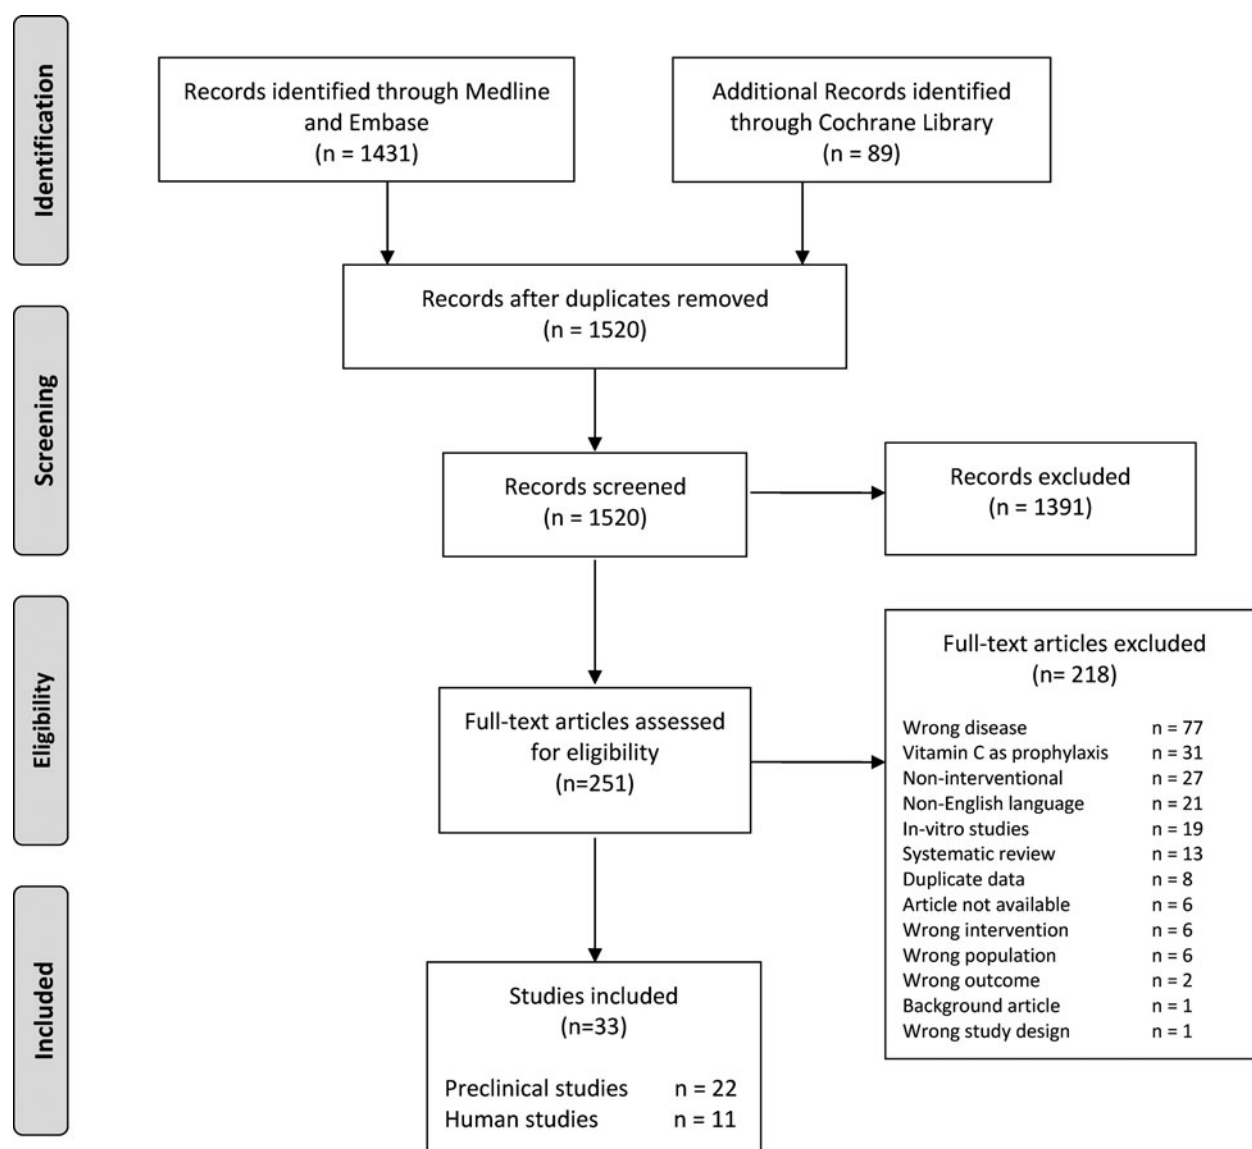 Identification
Records identified through Medline
and Embase
(n = 1431)
Additional Records identified
through Cochrane Library
(n = 89)
Records after duplicates removed
(n = 1520)
Screening
Records screened
(n = 1520)
Records excluded
(n = 1391)
Eligibility
Full-text articles assessed
for eligibility
(n=251)
Full-text articles excluded
(n= 218)
Wrong disease n = 77
Vitamin C as prophylaxis n = 31
Non-interventional n = 27
Non-English language n = 21
In-vitro studies n = 19
Systematic review n = 13
Duplicate data n = 8
Article not available n = 6
Wrong intervention n = 6
Wrong population n = 6
Wrong outcome n = 2
Background article n = 1
Wrong study design n = 1
Included
Studies included
(n=33)
Preclinical studies n = 22
Human studies n = 11